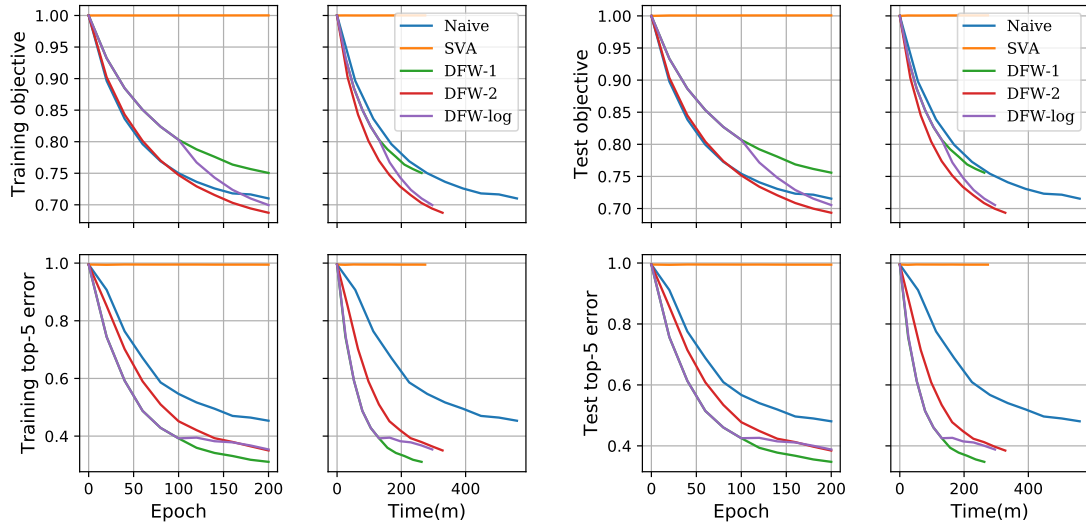 Training objective
1.00
0.95
0.90
0.85
0.80
0.75
0.70
Naive
SVA
DFW-1
DFW-2
DFW-log
Test objective
1.00
0.95
0.90
0.85
0.80
0.75
0.70
Naive
SVA
DFW-1
DFW-2
DFW-log
Training top-5 error
1.0
0.8
0.6
0.4
0 50 100 150 200
Epoch
0 200 400
Time(m)
Test top-5 error
1.0
0.8
0.6
0.4
0 50 100 150 200
Epoch
0 200 400
Time(m)